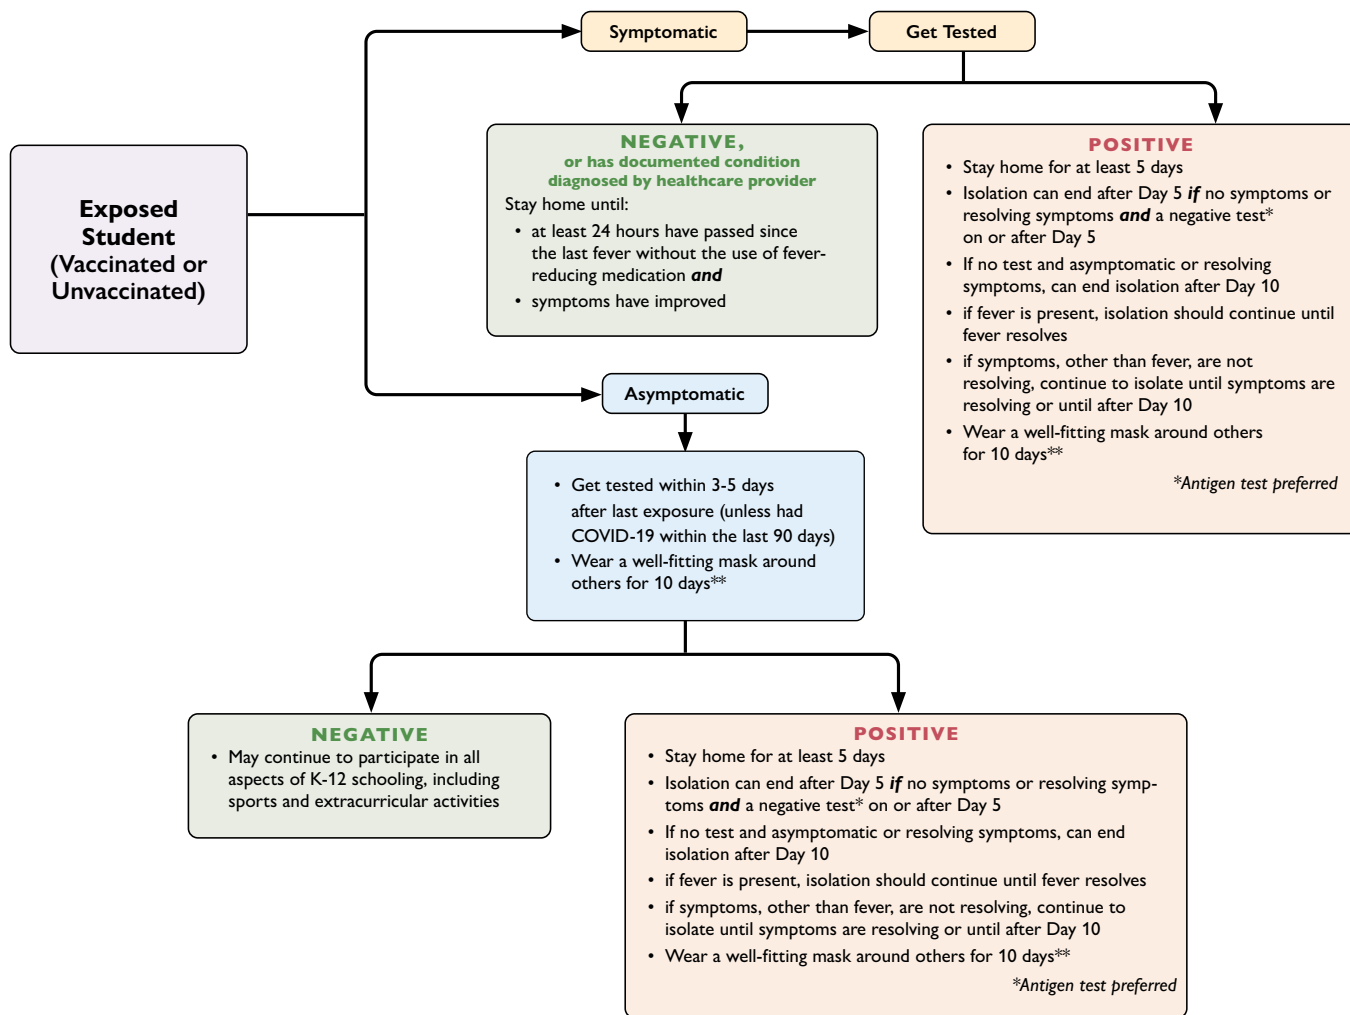 Symptomatic
Get Tested
Exposed
Student
(Vaccinated or
Unvaccinated)
NEGATIVE,
or has documented condition
diagnosed by healthcare provider
Stay home until:
• at least 24 hours have passed since
the last fever without the use of fever-
reducing medication and
• symptoms have improved
POSITIVE
• Stay home for at least 5 days
• Isolation can end after Day 5 if no symptoms or
resolving symptoms and a negative test*
on or after Day 5
• If no test and asymptomatic or resolving
symptoms, can end isolation after Day 10
• if fever is present, isolation should continue until
fever resolves
• if symptoms, other than fever, are not
resolving, continue to isolate until symptoms are
resolving or until after Day 10
• Wear a well-fitting mask around others
for 10 days**
*Antigen test preferred
Asymptomatic
• Get tested within 3-5 days
after last exposure (unless had
COVID-19 within the last 90 days)
• Wear a well-fitting mask around
others for 10 days**
NEGATIVE
• May continue to participate in all
aspects of K-12 schooling, including
sports and extracurricular activities
POSITIVE
• Stay home for at least 5 days
• Isolation can end after Day 5 if no symptoms or resolving symp-
toms and a negative test* on or after Day 5
• If no test and asymptomatic or resolving symptoms, can end
isolation after Day 10
• if fever is present, isolation should continue until fever resolves
• if symptoms, other than fever, are not resolving, continue to
isolate until symptoms are resolving or until after Day 10
• Wear a well-fitting mask around others for 10 days**
*Antigen test preferred